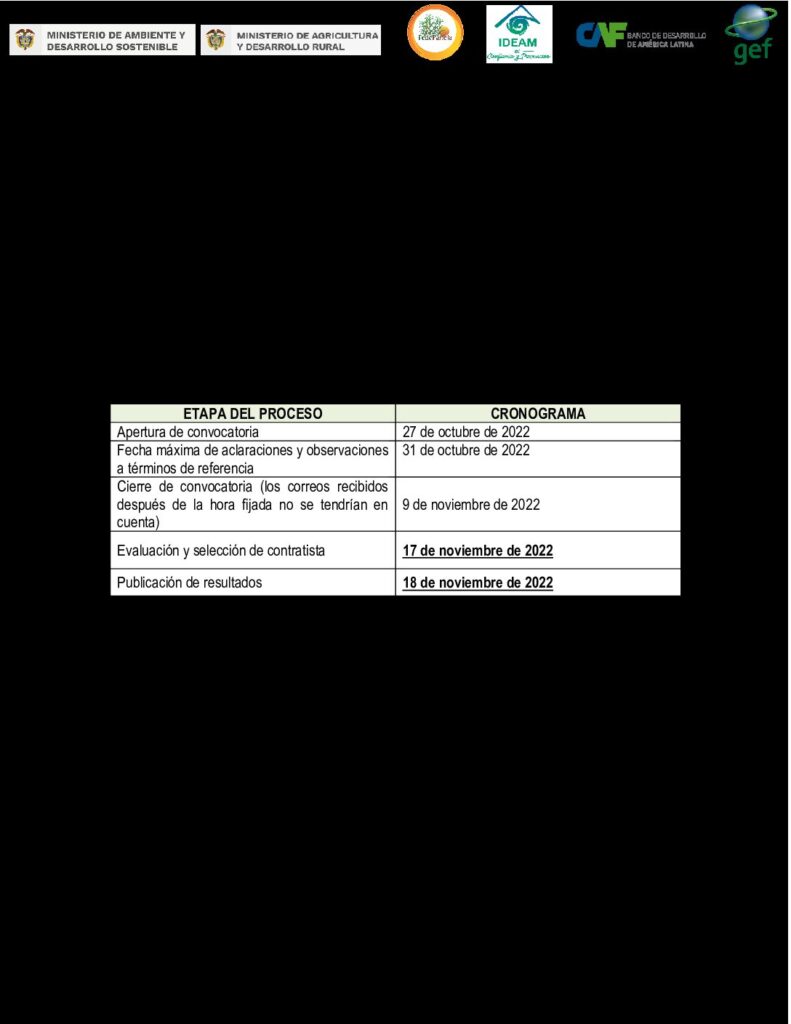 MINISTERIO DE AMBIENTE Y
DESARROLLO SOSTENIBLE
MINISTERIO DE AGRICULTURA
Y DESARROLLO RURAL
FedePanela
IDEAM
BANCO DE DESARROLLO
DE AMÉRICA LATINA
CAF
gef
ETAPA DEL PROCESO CRONOGRAMA
Apertura de convocatoria 27 de octubre de 2022
Fecha máxima de aclaraciones y observaciones 31 de octubre de 2022
a términos de referencia
Cierre de convocatoria (los correos recibidos
después de la hora fijada no se tendrían en 9 de noviembre de 2022
cuenta)
Evaluación y selección de contratista 17 de noviembre de 2022
Publicación de resultados 18 de noviembre de 2022